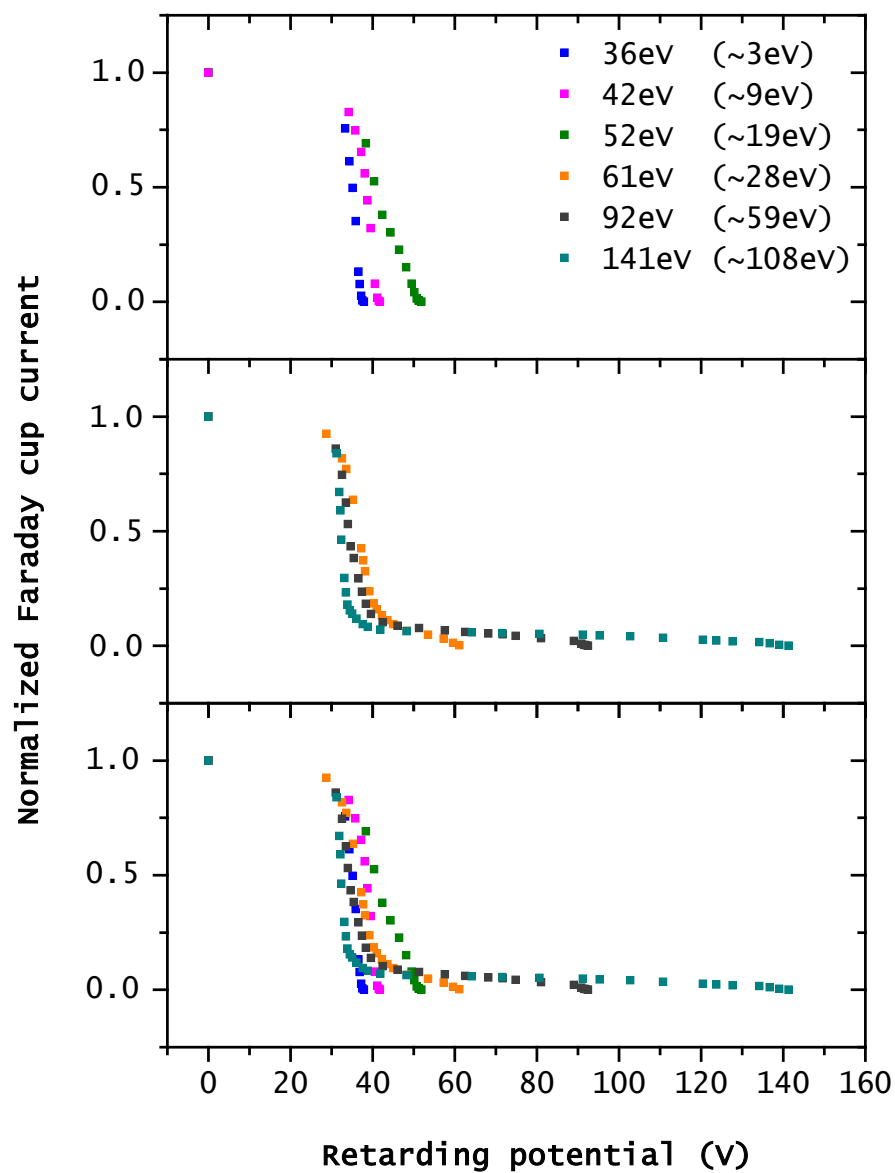 36eV (~3eV)
42eV (~9eV)
52eV (~19eV)
61eV (~28eV)
92eV (~59eV)
141eV (~108eV)
1.0
0.5
0.0
1.0
0.5
0.0
1.0
0.5
0.0
0 20 40 60 80 100 120 140 160
Normalized Faraday cup current
Retarding potential (V)